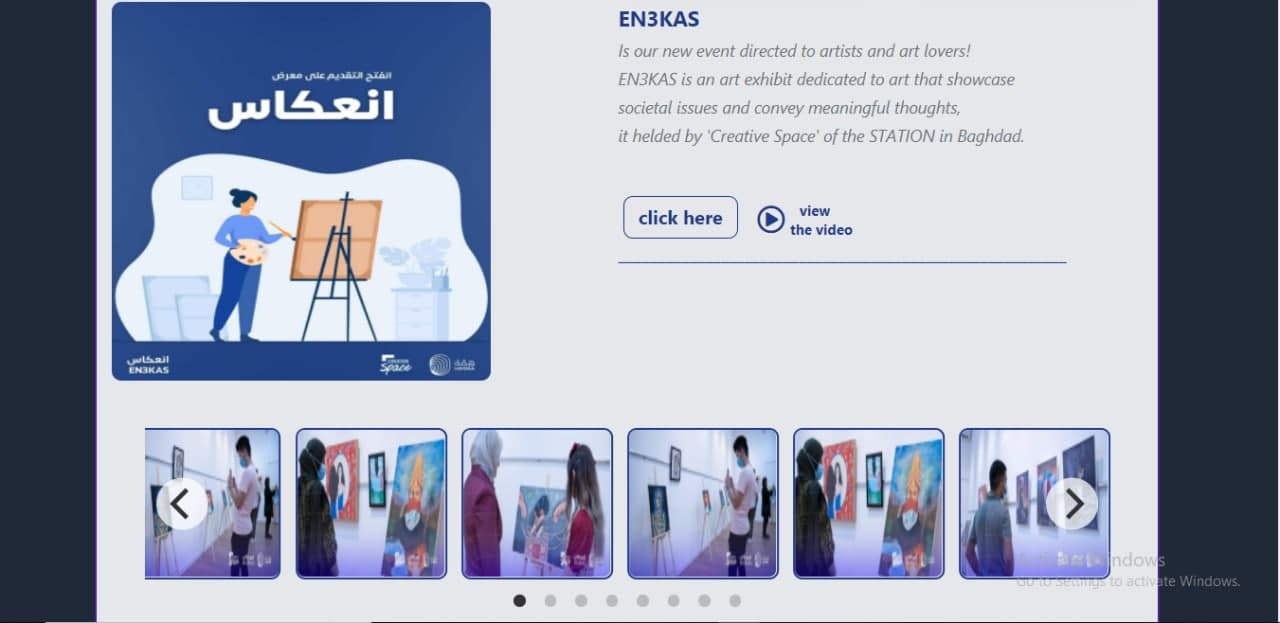 افتتح التقديم على معرض
انعكاس
انعكاس
EN3KAS
CREATIVE
Space
EN3KAS
Is our new event directed to artists and art lovers!
EN3KAS is an art exhibit dedicated to art that showcase
societal issues and convey meaningful thoughts,
it helded by 'Creative Space' of the STATION in Baghdad.
click here
view
the video
Go to Settings to activate Windows.